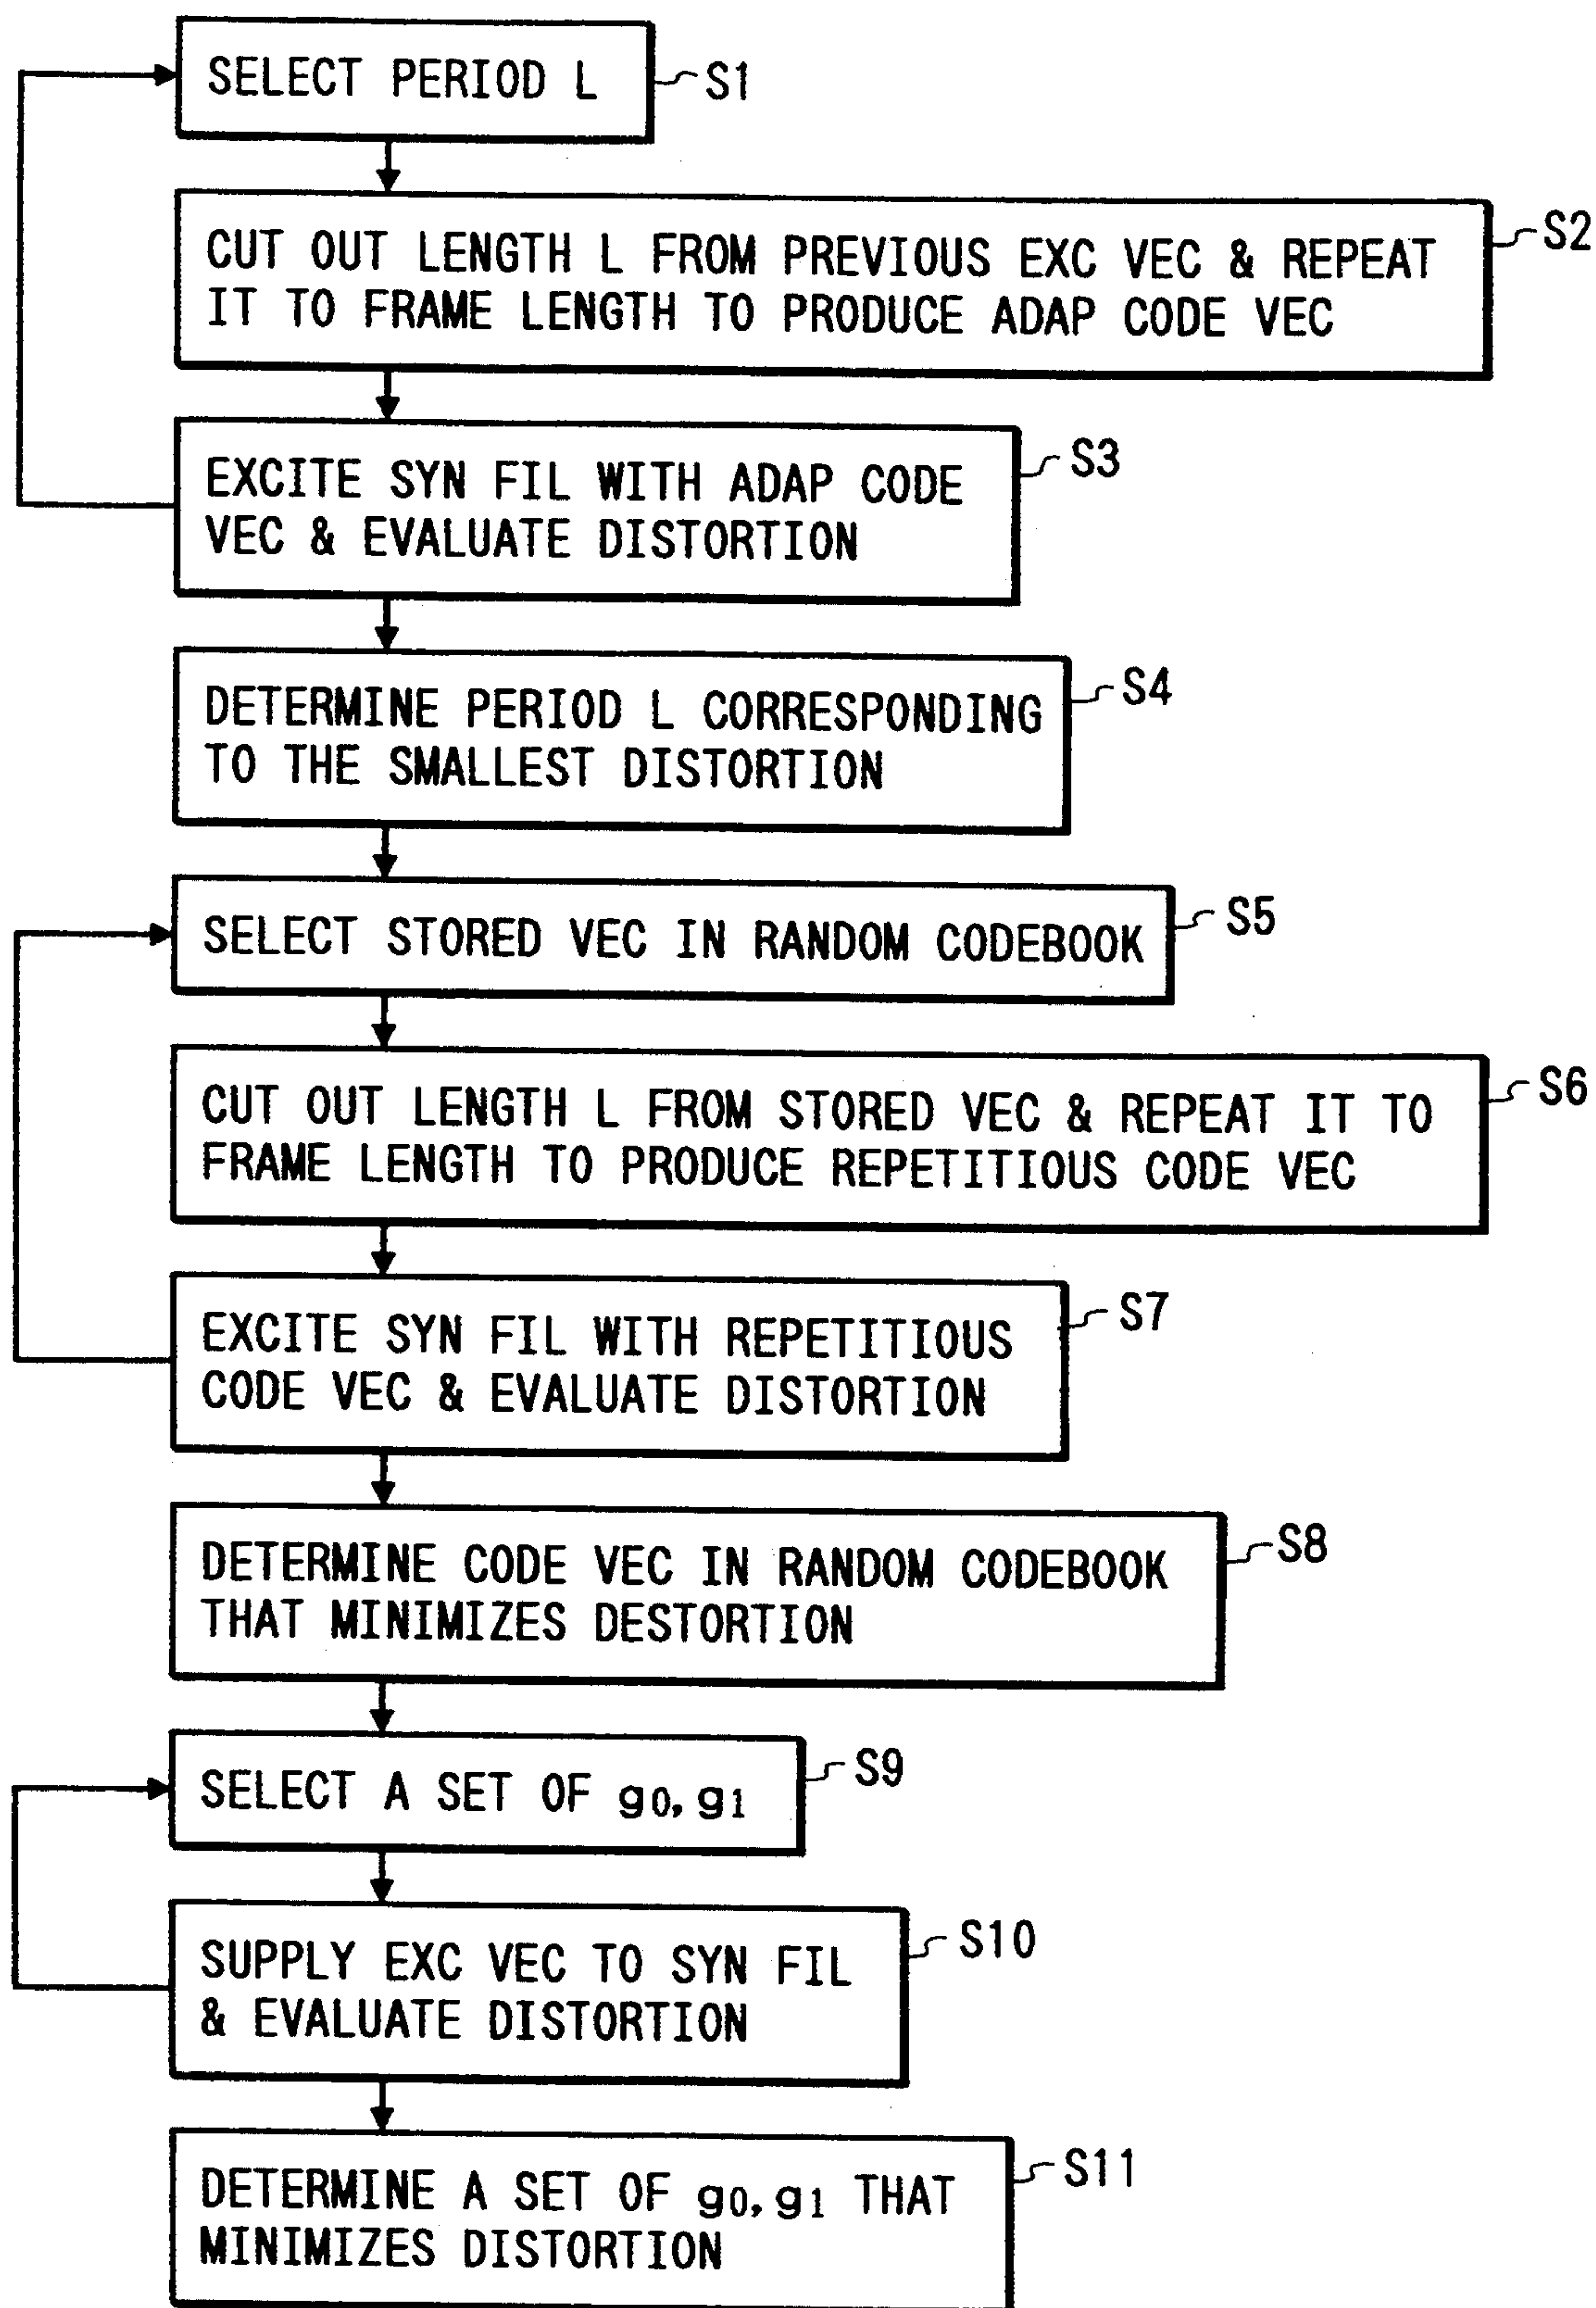 SELECT PERIOD L
S1
CUT OUT LENGTH L FROM PREVIOUS EXC VEC & REPEAT
IT TO FRAME LENGTH TO PRODUCE ADAP CODE VEC
S2
EXCITE SYN FIL WITH ADAP CODE
VEC & EVALUATE DISTORTION
S3
DETERMINE PERIOD L CORRESPONDING
TO THE SMALLEST DISTORTION
S4
SELECT STORED VEC IN RANDOM CODEBOOK
S5
CUT OUT LENGTH L FROM STORED VEC & REPEAT IT TO
FRAME LENGTH TO PRODUCE REPETITIOUS CODE VEC
S6
EXCITE SYN FIL WITH REPETITIOUS
CODE VEC & EVALUATE DISTORTION
S7
DETERMINE CODE VEC IN RANDOM CODEBOOK
THAT MINIMIZES DESTORTION
S8
SELECT A SET OF g0, g1
S9
SUPPLY EXC VEC TO SYN FIL
& EVALUATE DISTORTION
S10
DETERMINE A SET OF g0, g1 THAT
MINIMIZES DISTORTION
S11